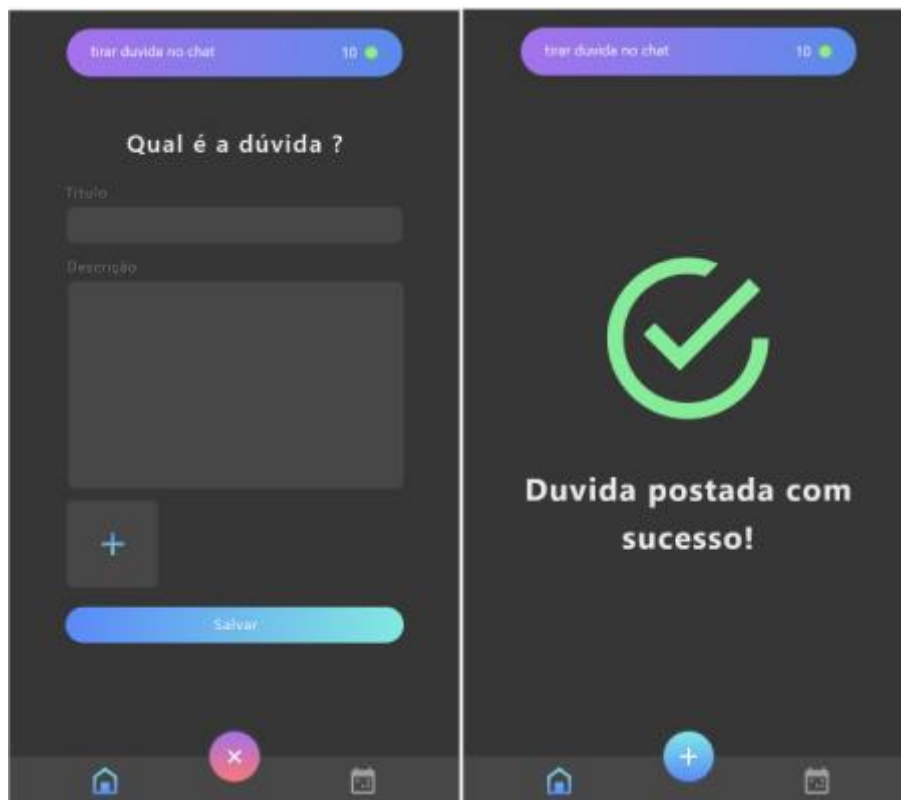 tirar duvida no chat 10
Qual é a dúvida ?
Titulo
Descrição
Salvar
tirar duvida no chat 10
Duvida postada com
sucesso!